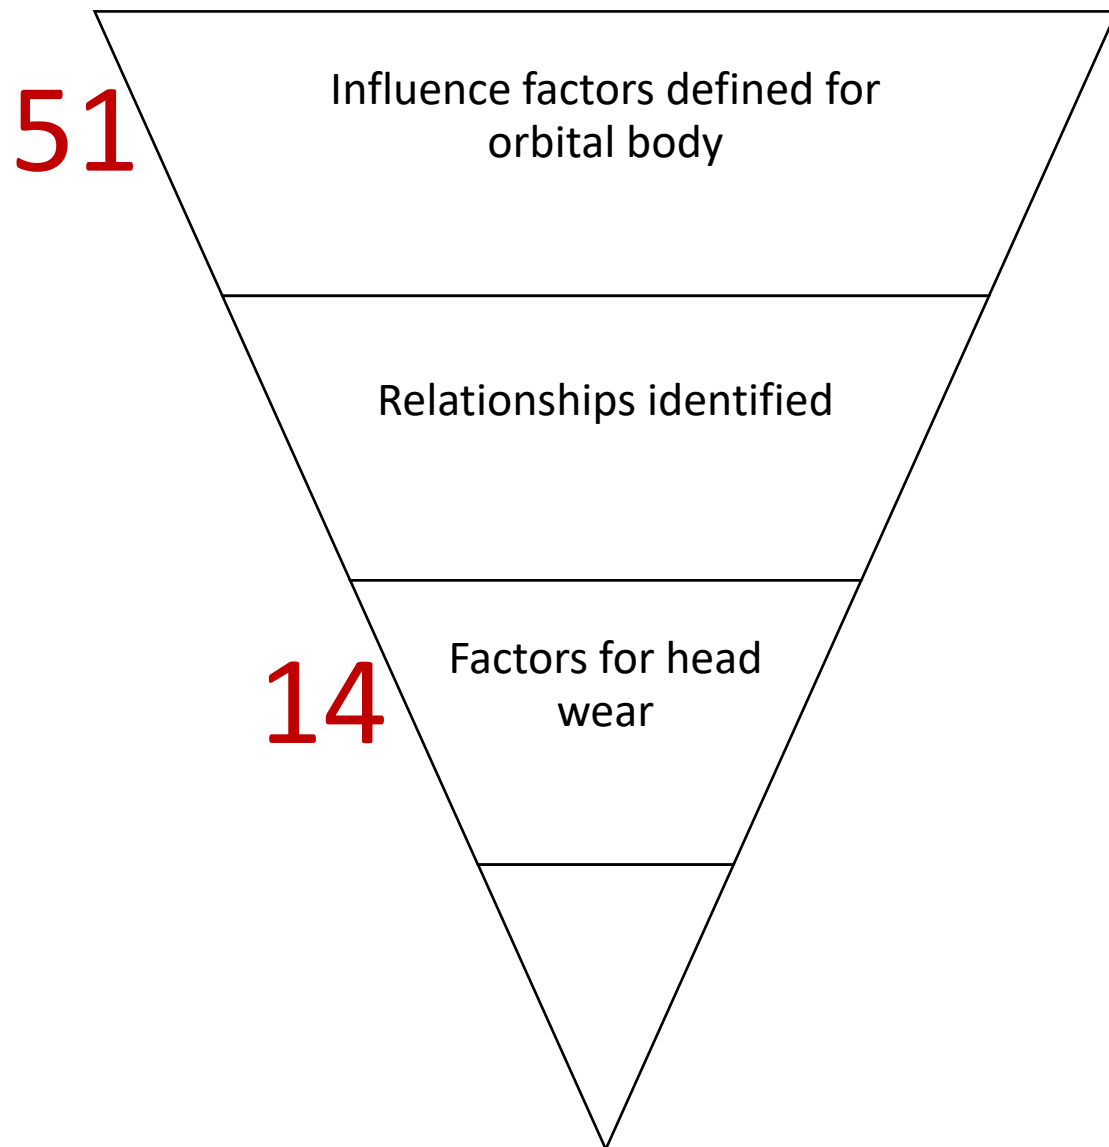 51
Influence factors defined for
orbital body
Relationships identified
14
Factors for head
wear